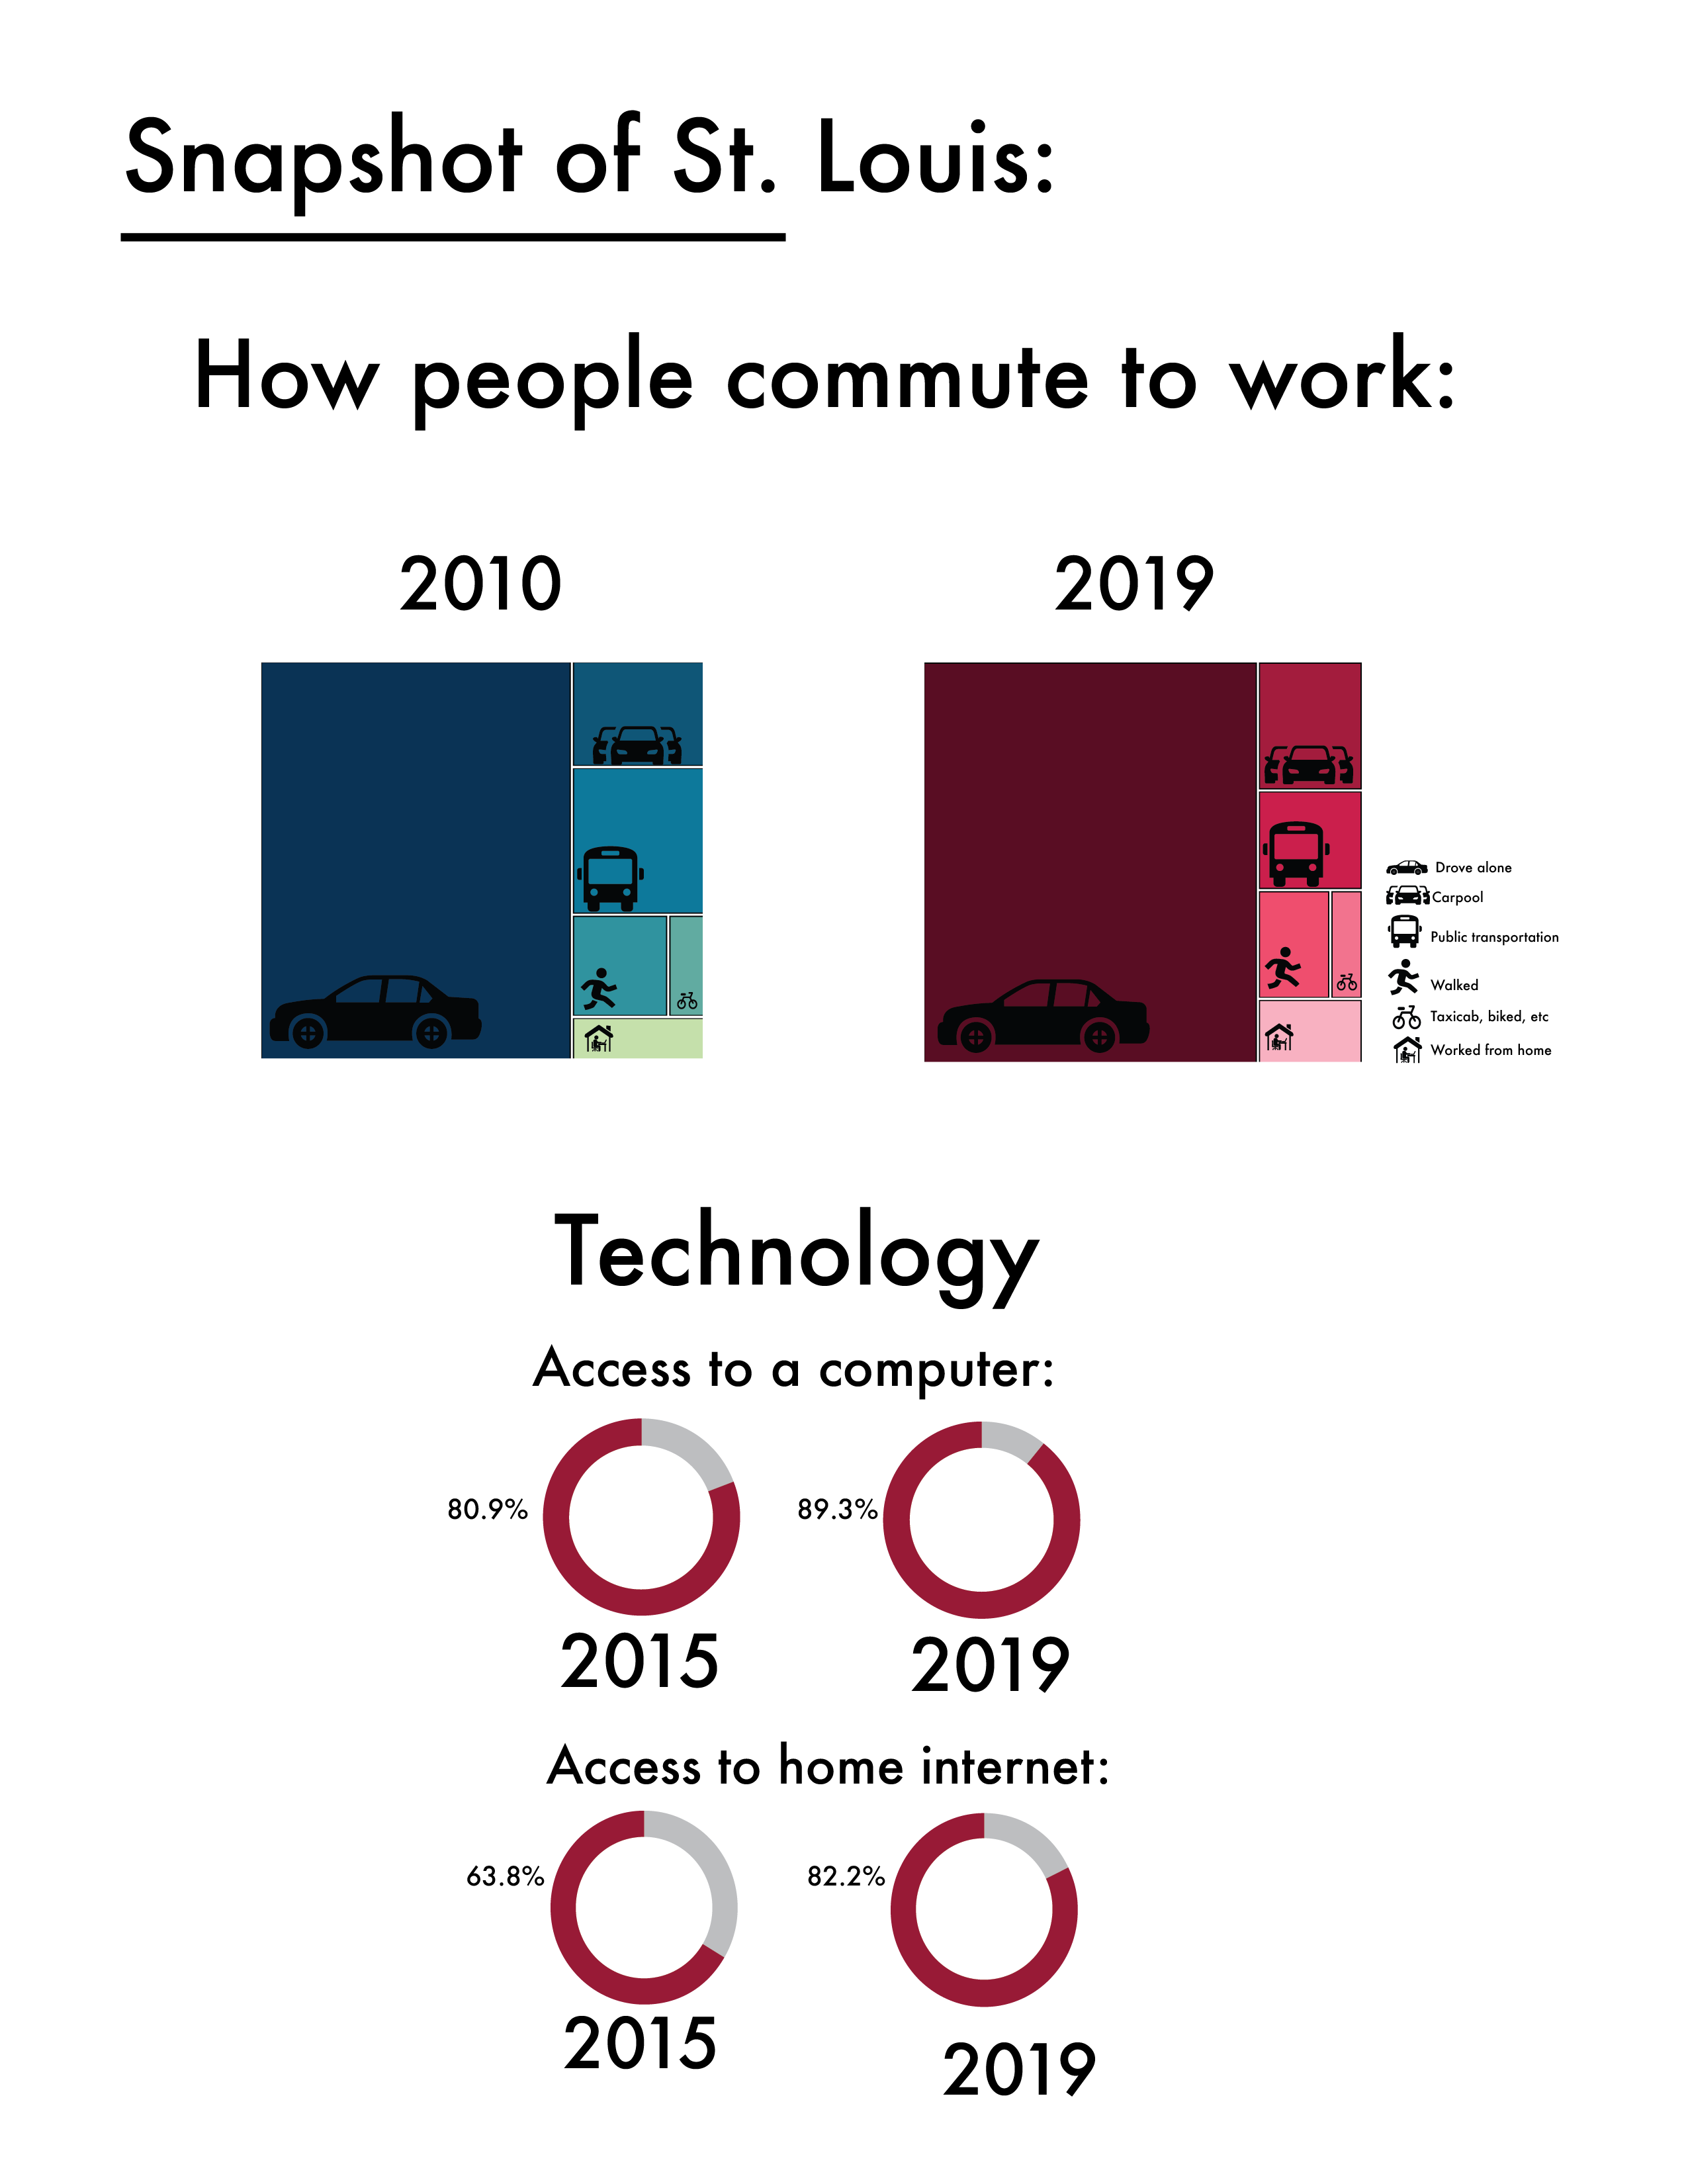 Snapshot of St. Louis:
How people commute to work:
2010
2019
Drove alone
Carpool
Public transportation
Walked
Taxicab, biked, etc
Worked from home
Technology
Access to a computer:
80.9%
89.3%
2015
2019
Access to home internet:
63.8%
82.2%
2015
2019